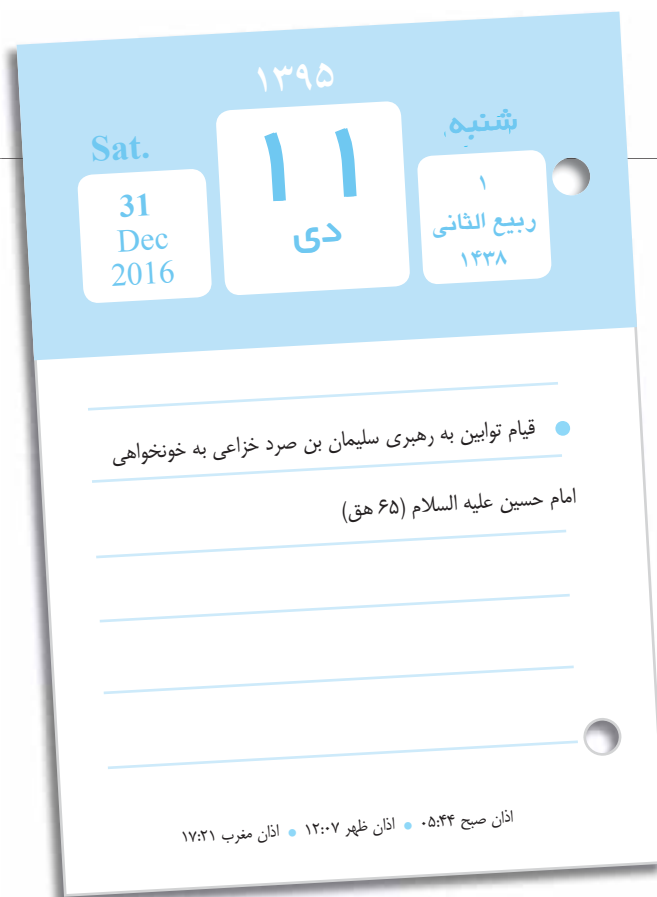 ۱۳۹۵
شنبه
۱
ربیع الثانی
۱۴۳۸
۱۱
دی
Sat.
31
Dec
2016
قیام توابین به رهبری سلیمان بن صرد خزاعی به خونخواهی
امام حسین علیه السلام (۶۵ هق)
اذان صبح ۰۵:۴۴ ● اذان ظهر ۱۲:۰۷ ● اذان مغرب ۱۷:۲۱